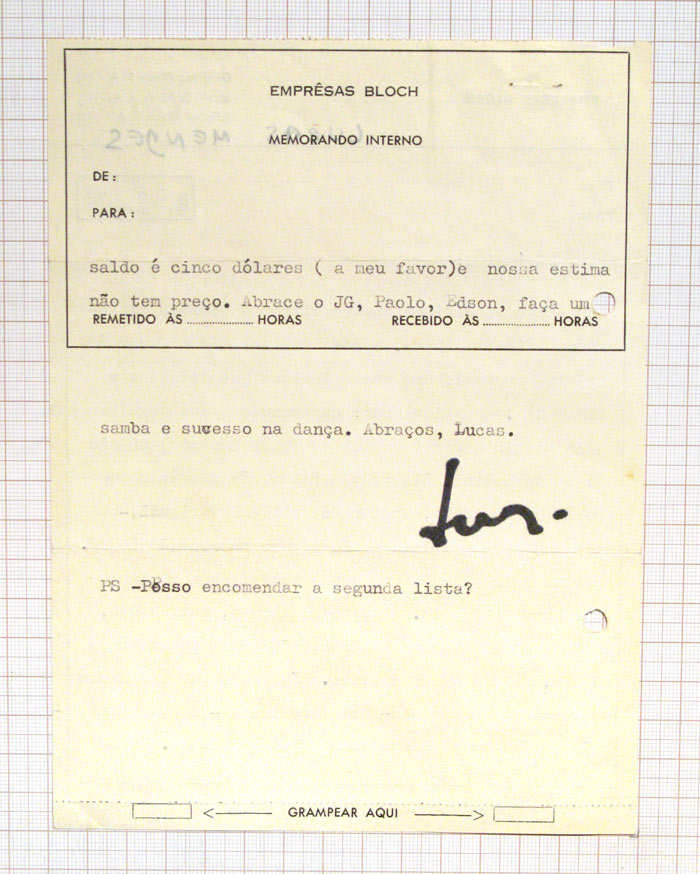 EMPRÊSAS BLOCH
MEMORANDO INTERNO
DE:
PARA:
saldo é cinco dólares ( a meu favor)e nossa estima
não tem preço. Abrace o JG, Paolo, Edson, faça um
REMETIDO ÀS ........................ HORAS RECEBIDO ÀS ........................ HORAS
samba e sucesso na dança. Abraços, Lucas.
PS -Posso encomendar a segunda lista?
GRAMPEAR AQUI